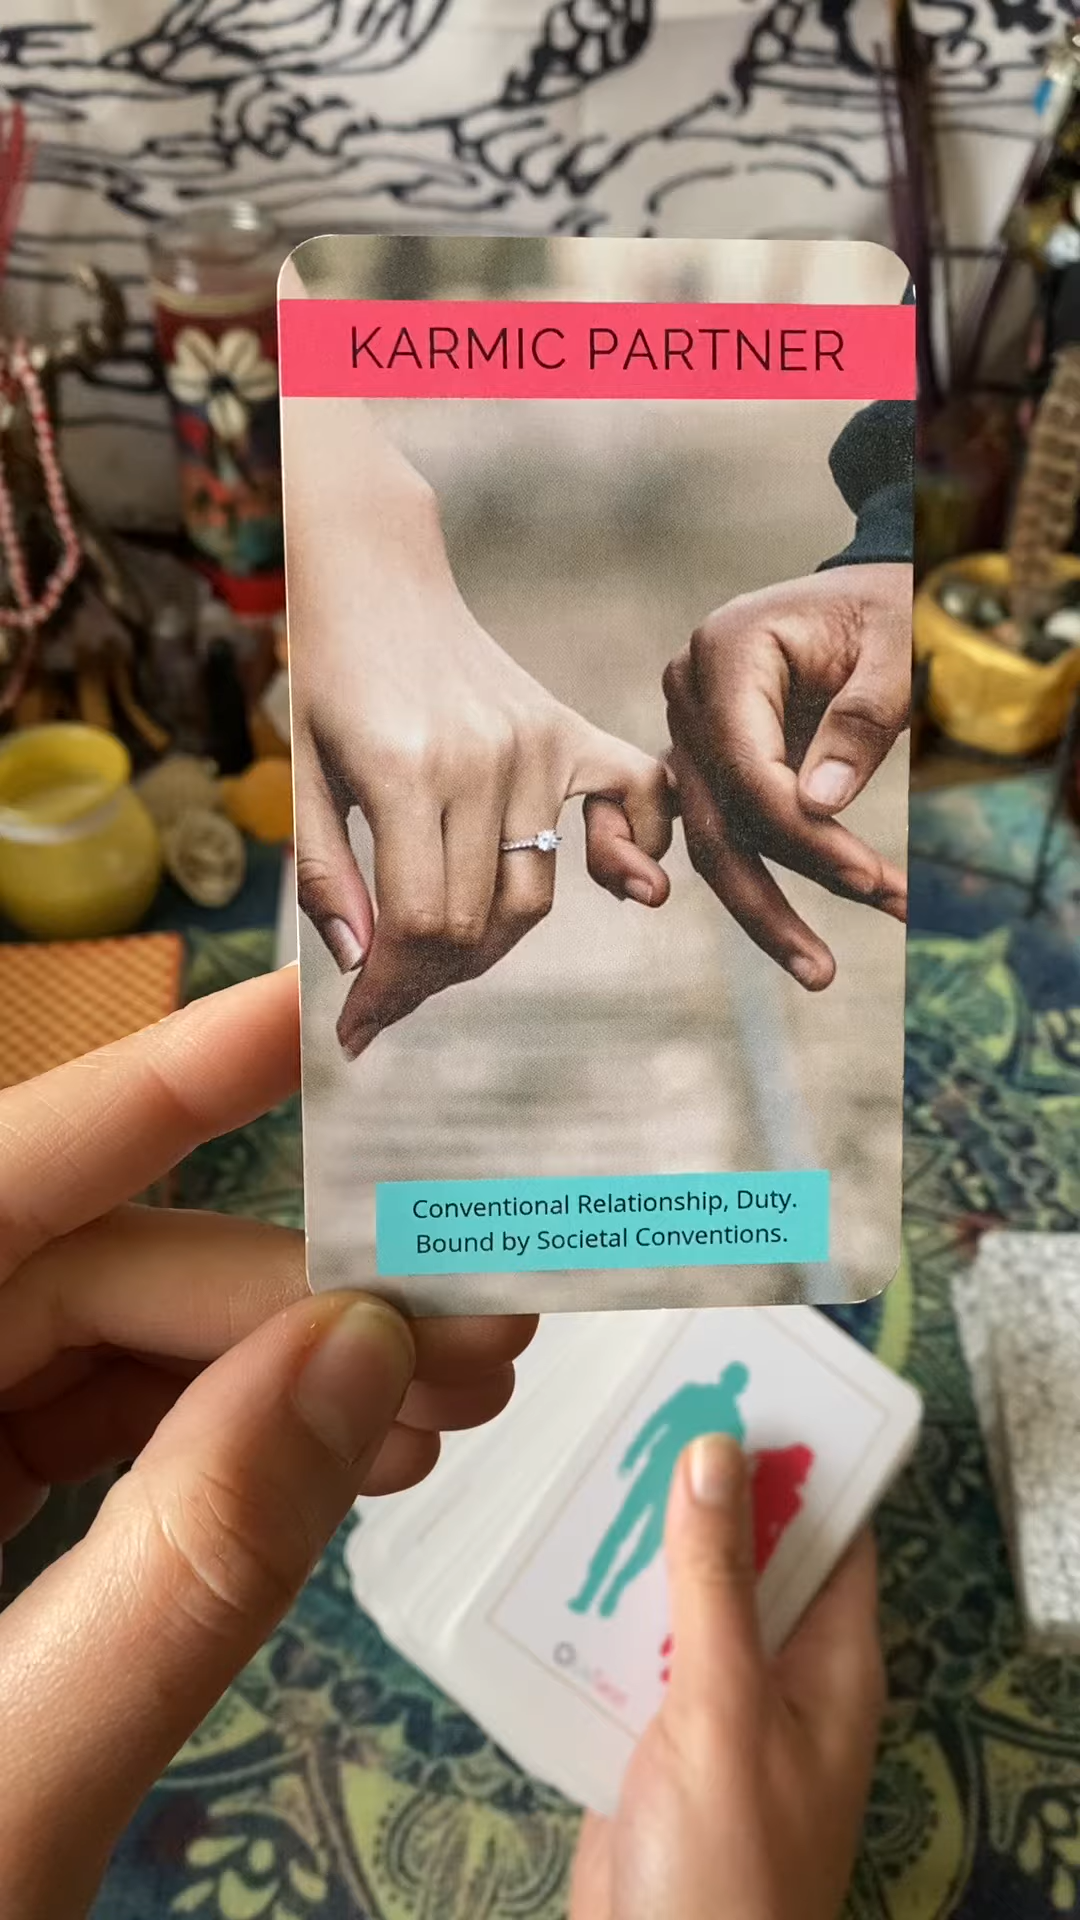 KARMIC PARTNER
Conventional Relationship, Duty.
Bound by Societal Conventions.